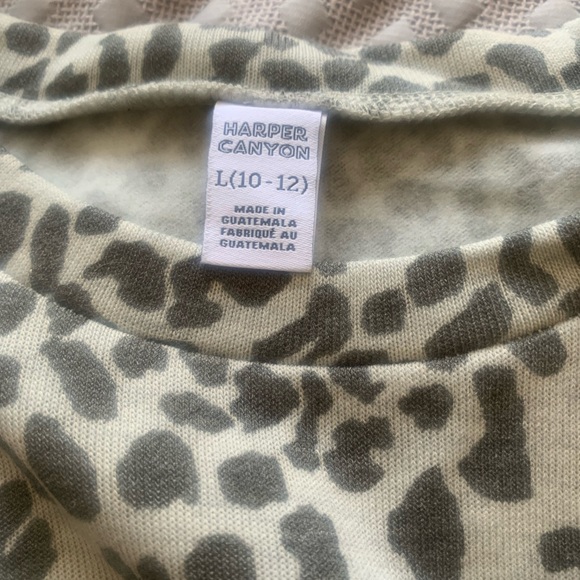 HARPER
CANYON
L(10-12)
MADE IN
GUATEMALA
FABRIQUÉ AU
GUATEMALA